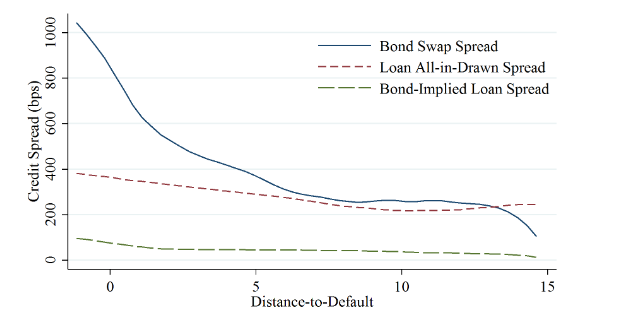 1000
800
600
400
200
0
Credit Spread (bps)
Bond Swap Spread
Loan All-in-Drawn Spread
Bond-Implied Loan Spread
0 5 10 15
Distance-to-Default